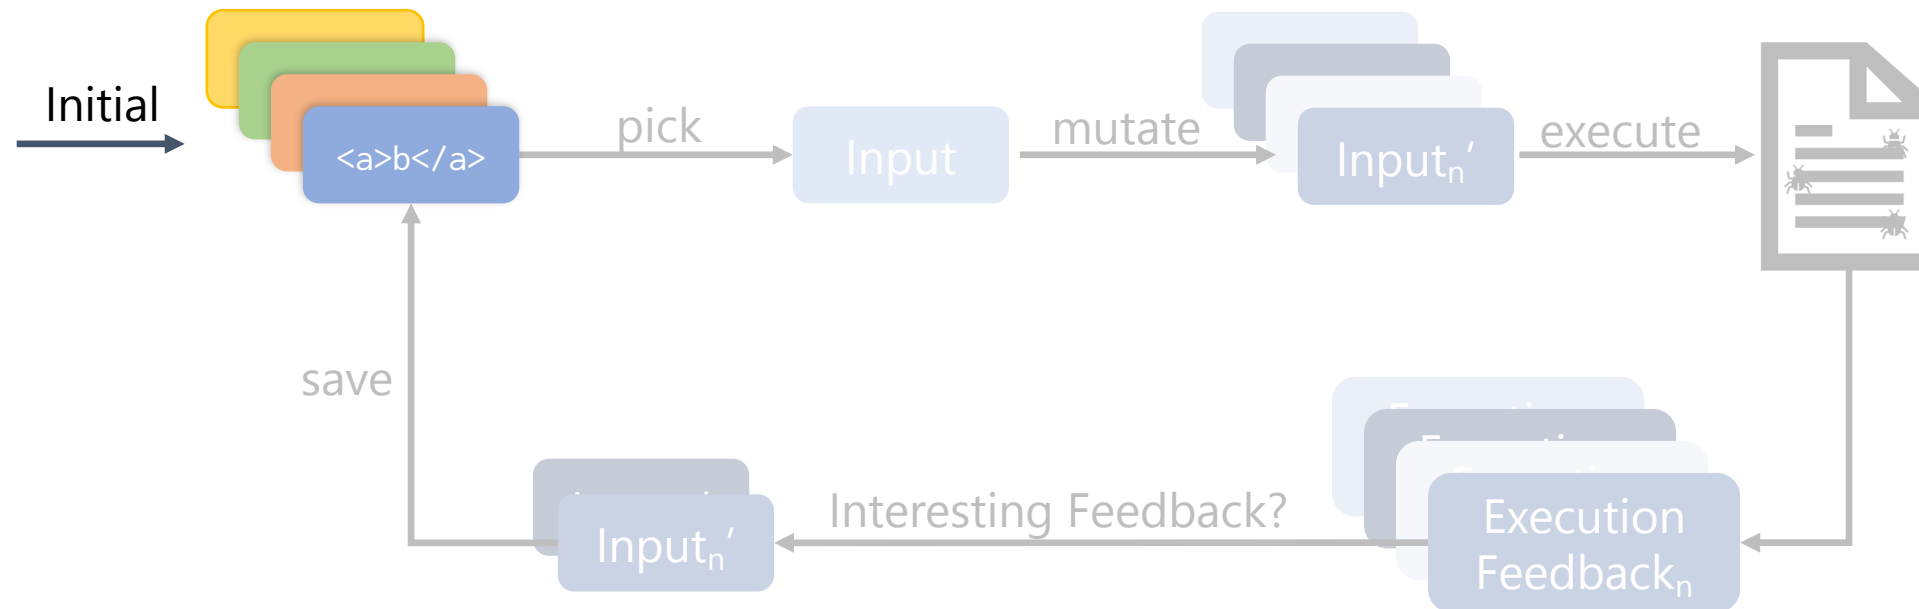 Initial
<a>b</a>
pick
Input
mutate
Inputₙ′
execute
save
Inputₙ′
Interesting Feedback?
Execution
Feedbackₙ